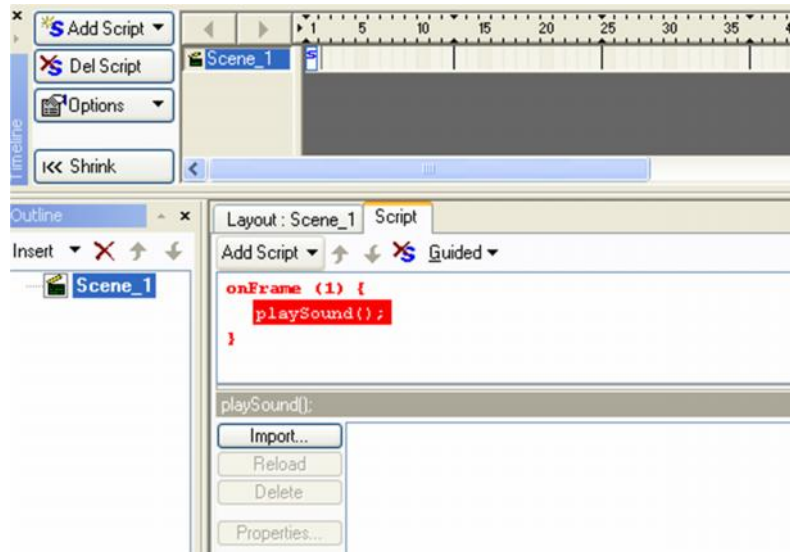 Add Script
Del Script
Options
Shrink
Timeline
1 5 10 15 20 25 30 35
Scene_1
Outline
Insert
Scene_1
Layout : Scene_1 Script
Add Script Guided
onFrame (1) {
playSound();
}
playSound();
Import...
Reload
Delete
Properties...